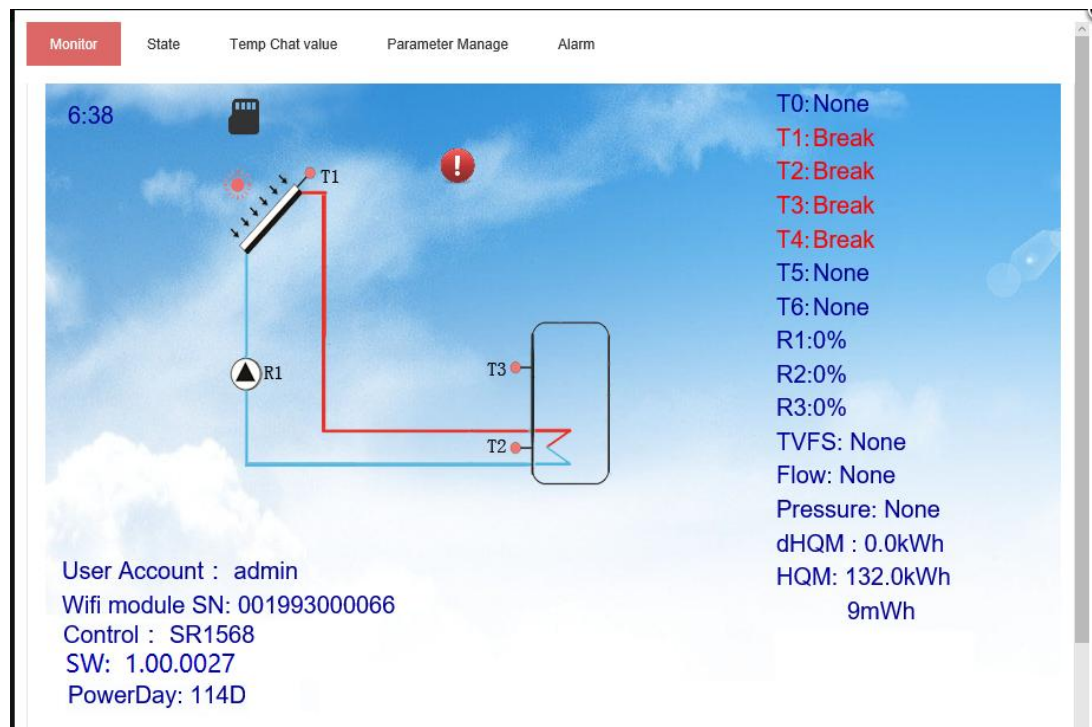 Monitor State Temp Chat value Parameter Manage Alarm
6:38
T1
R1
T3
T2
T0:None
T1:Break
T2:Break
T3:Break
T4:Break
T5:None
T6:None
R1:0%
R2:0%
R3:0%
TVFS: None
Flow: None
Pressure: None
dHQM : 0.0kWh
HQM: 132.0kWh
9mWh
User Account : admin
Wifi module SN: 001993000066
Control : SR1568
SW: 1.00.0027
PowerDay: 114D